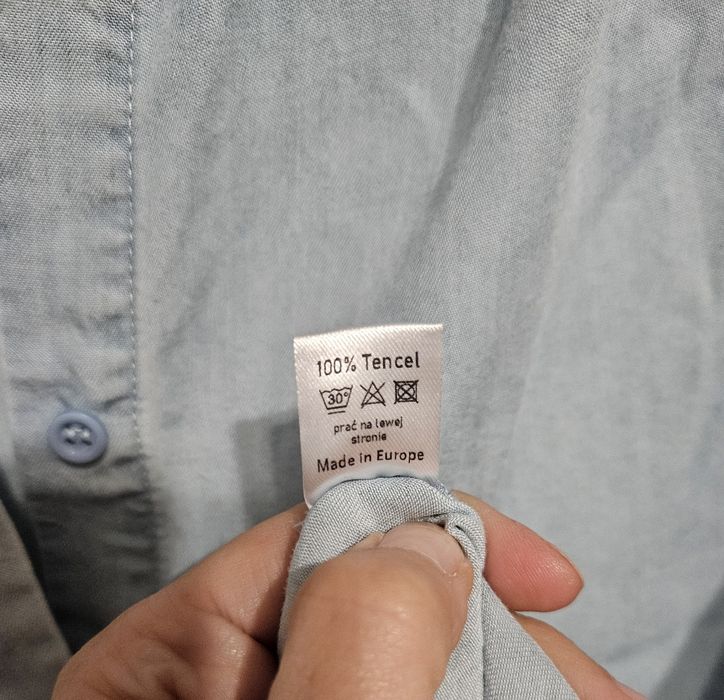 100% Tencel
30°
prać na lewej
stronie
Made in Europe